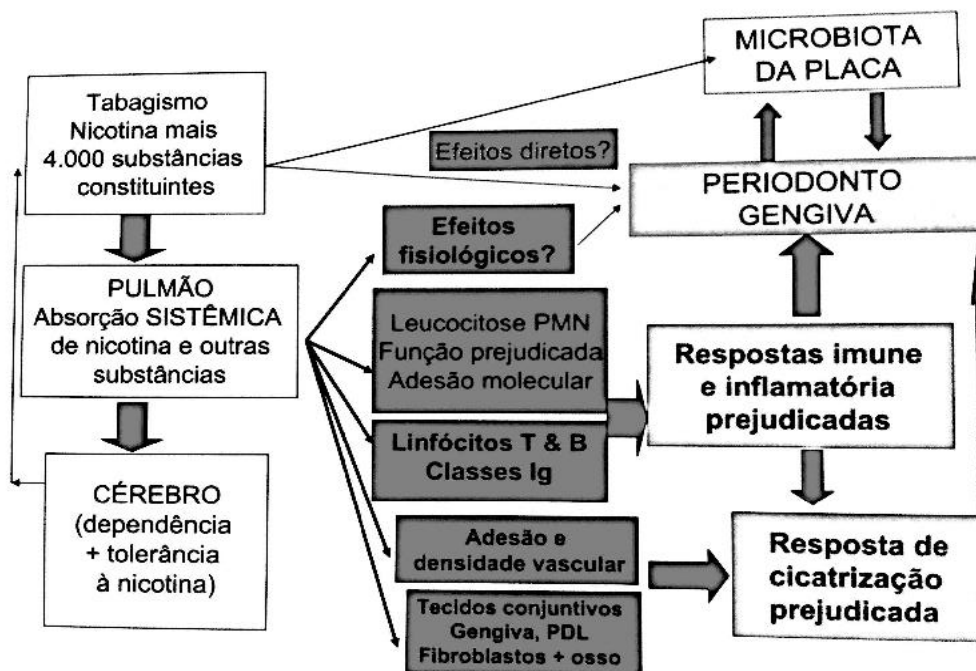 MICROBIOTA
DA PLACA
Tabagismo
Nicotina mais
4.000 substâncias
constituintes
Efeitos diretos?
PERIODONTO
GENGIVA
Efeitos
fisiológicos?
PULMÃO
Absorção SISTÊMICA
de nicotina e outras
substâncias
Leucocitose PMN
Função prejudicada
Adesão molecular
Respostas imune
e inflamatória
prejudicadas
Linfócitos T & B
Classes Ig
CÉREBRO
(dependência
+ tolerância
à nicotina)
Adesão e
densidade vascular
Resposta de
cicatrização
prejudicada
Tecidos conjuntivos
Gengiva, PDL
Fibroblastos + osso